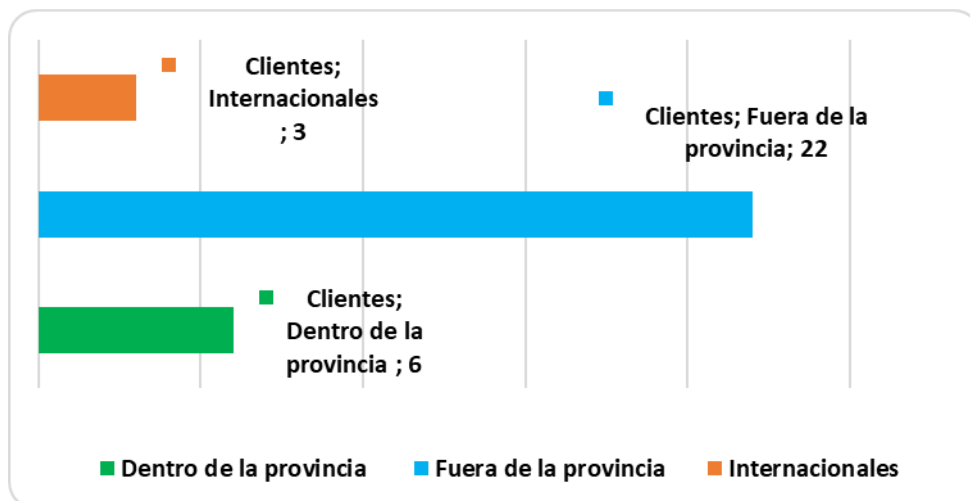 Clientes;
Internacionales
; 3
Clientes; Fuera de la
provincia; 22
Clientes;
Dentro de la
provincia ; 6
Dentro de la provincia
Fuera de la provincia
Internacionales